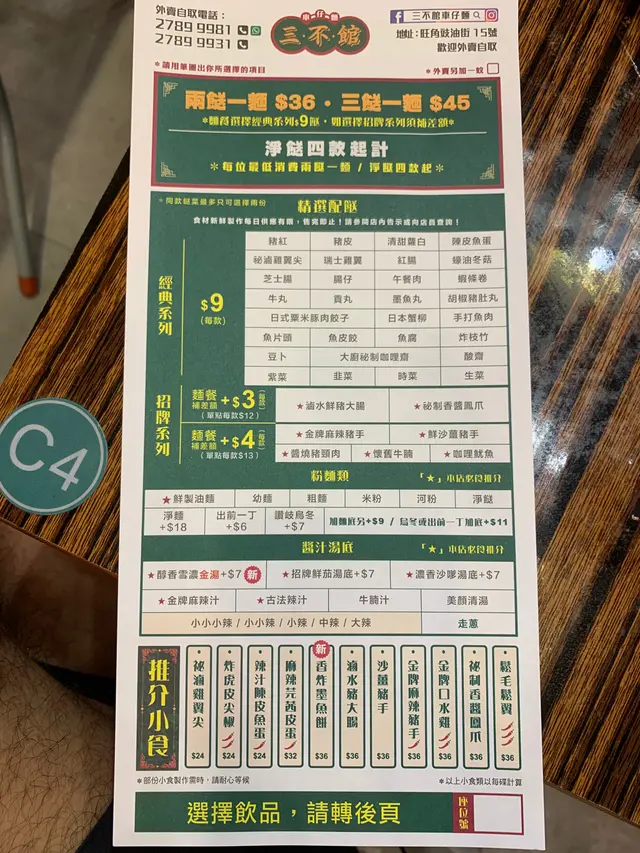 外賣自取電話：
2789 9981
2789 9931
車仔麵
三不館
三不館車仔麵
地址：旺角豉油街 15號
歡迎外賣自取
*請用筆圈出你所選擇的項目
*外賣另加一蚊
兩餸一麵 $36・三餸一麵 $45
*麵餐選擇經典系列$9餸，如選擇招牌系列須補差額*
淨餸四款起計
*每位最低消費兩餸一麵 / 淨餸四款起*
*同款餸菜最多只可選擇兩份
精選配餸
食材新鮮製作每日供應有限，售完即止！請參閱店內告示或向店員查詢！
經典系列
$9
(每款)
豬紅 豬皮 清甜蘿白 陳皮魚蛋
祕滷雞翼尖 瑞士雞翼 紅腸 蠔油冬菇
芝士腸 腸仔 午餐肉 蝦條卷
牛丸 貢丸 墨魚丸 胡椒豬肚丸
日式粟米豚肉餃子 日本蟹柳 手打魚肉
魚片頭 魚皮餃 魚腐 炸枝竹
豆卜 大廚祕制咖哩齋 酸齋
紫菜 韭菜 時菜 生菜
招牌系列
麵餐補差額 +$3 (每款)
(單點每款$12)
★滷水鮮豬大腸 ★祕制香醬鳳爪
麵餐補差額 +$4 (每款)
(單點每款$13)
★金牌麻辣豬手 ★鮮沙薑豬手
★醬燒豬頸肉 ★懷舊牛腩 ★咖哩魷魚
粉麵類
「★」本店必食推介
★鮮製油麵 幼麵 粗麵 米粉 河粉 淨餸
淨麵 +$18 出前一丁 +$6 讚岐烏冬 +$7 加麵底另+$9 / 烏冬或出前一丁加底+$11
醬汁湯底
「★」本店必食推介
★醇香雪濃金湯+$7 新 ★招牌鮮茄湯底+$7 ★濃香沙嗲湯底+$7
★金牌麻辣汁 ★古法辣汁 牛腩汁 美顏清湯
小小小辣 / 小小辣 / 小辣 / 中辣 / 大辣 走蔥
推介小食
祕滷雞翼尖 $24
炸虎皮尖椒 $24
辣汁陳皮魚蛋 $24
麻辣芫茜皮蛋 $32
新 香炸墨魚餅 $36
滷水豬大腸 $36
沙薑豬手 $36
金牌麻辣豬手 $36
金牌口水雞 $36
祕制香醬鳳爪 $36
鬆毛鬆翼 $36
*部份小食製作需時，請耐心等候
*以上小食類以每碟計算
選擇飲品，請轉後頁
座位號
C4